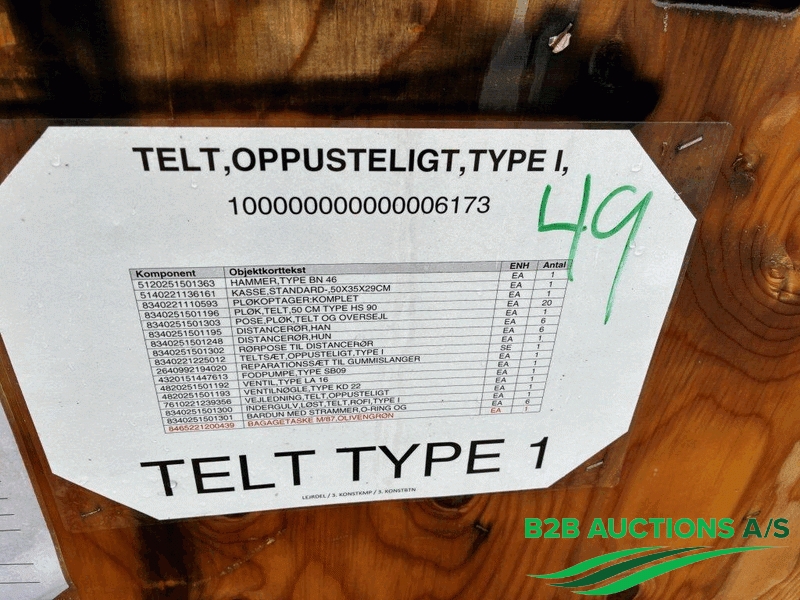 TELT,OPPUSTELIGT,TYPE I,
100000000000006173
49
Komponent Objektkorttekst ENH Antal
5120251501363 HAMMER,TYPE BN 46 EA 1
5140221136161 KASSE,STANDARD-,50X35X29CM EA 1
8340221110593 PLØKOPTAGER:KOMPLET EA 1
8340251501196 PLØK,TELT,50 CM TYPE HS 90 EA 20
8340251501303 POSE,PLØK,TELT OG OVERSEJL EA 1
8340251501195 DISTANCERØR,HAN EA 6
8340251501248 DISTANCERØR,HUN EA 6
8340251501302 RØRPOSE TIL DISTANCERØR EA 1
8340221225012 TELTSÆT,OPPUSTELIGT,TYPE I SE 1
2640992194020 REPARATIONSSÆT TIL GUMMISLANGER EA 1
4320151447613 FODPUMPE,TYPE SB09 EA 1
4820251501192 VENTIL,TYPE LA 16 EA 1
4820251501193 VENTILNØGLE,TYPE KD 22 EA 1
7610221239356 VEJLEDNING,TELT,OPPUSTELIGT EA 1
8340251501300 INDERGULV,LØST,TELT,ROFI,TYPE I EA 1
8340251501301 BARDUN MED STRAMMER,O-RING OG EA 6
8465221200439 BAGAGETASKE M/87,OLIVENGRØN EA 1
TELT TYPE 1
LEJRDEL / 3. KONSTKMP / 3. KONSTBTN
B2B AUCTIONS A/S